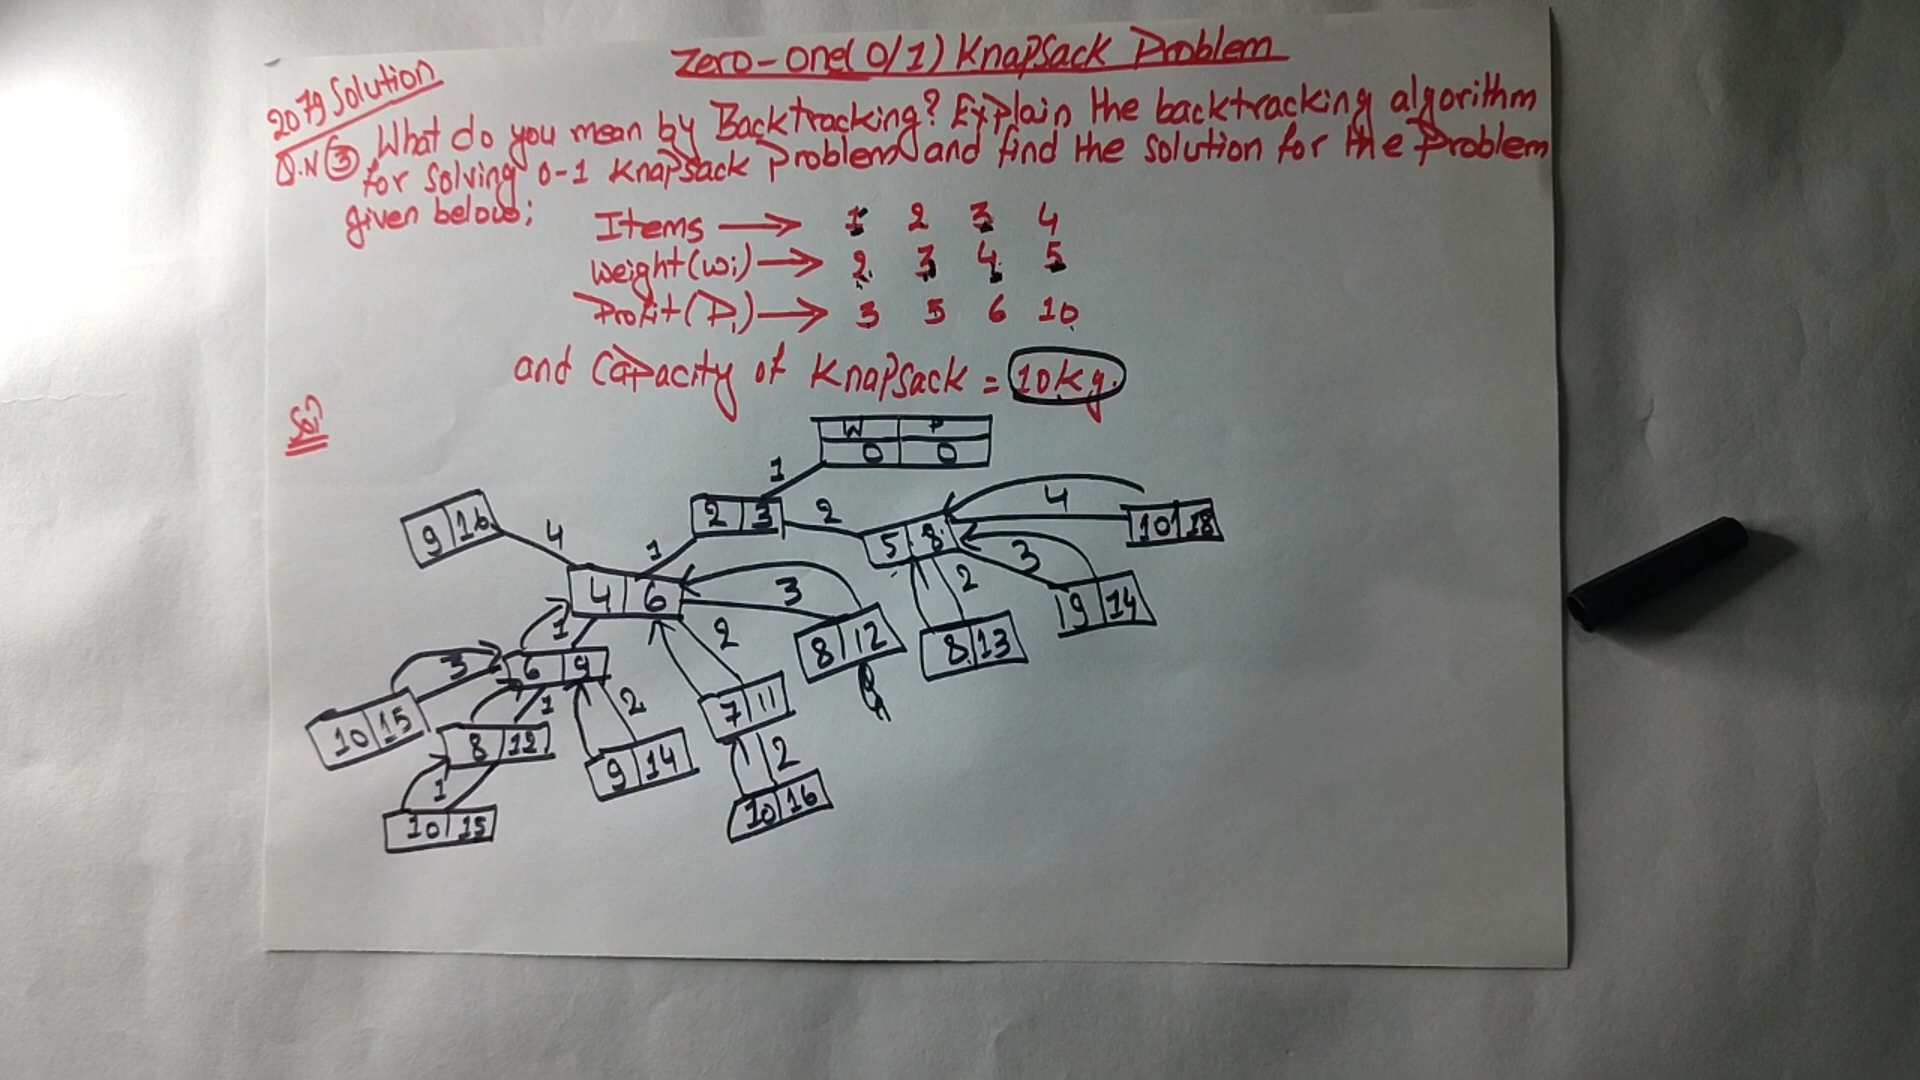 Zero-one(0/1) Knapsack Problem
2079 Solution
Q.N ③ What do you mean by Backtracking? Explain the backtracking algorithm
for solving 0-1 Knapsack Problem and find the solution for the Problem
given below;
Items → 1 2 3 4
Weight(wi) → 2 3 4 5
Profit(Pi) → 3 5 6 10
and Capacity of Knapsack = 10kg.
Sol
W P
0 0
1
2 3
2
5 8
4
10 18
9 16
4
1
4 6
3
8 12
2
8 13
3
9 14
1
6 9
2
7 11
3
10 15
1
8 12
2
9 14
2
10 16
1
10 15